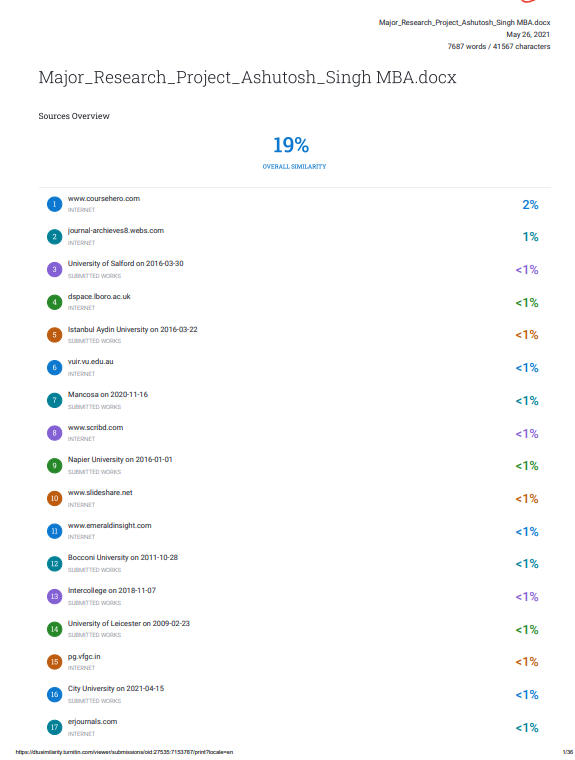 Major_Research_Project_Ashutosh_Singh MBA.docx
May 26, 2021
7687 words / 41567 characters
Major_Research_Project_Ashutosh_Singh MBA.docx
Sources Overview
19%
OVERALL SIMILARITY
1 www.coursehero.com 2%
INTERNET
2 journal-archieves8.webs.com 1%
INTERNET
3 University of Salford on 2016-03-30 <1%
SUBMITTED WORKS
4 dspace.lboro.ac.uk <1%
INTERNET
5 Istanbul Aydin University on 2016-03-22 <1%
SUBMITTED WORKS
6 vuir.vu.edu.au <1%
INTERNET
7 Mancosa on 2020-11-16 <1%
SUBMITTED WORKS
8 www.scribd.com <1%
INTERNET
9 Napier University on 2016-01-01 <1%
SUBMITTED WORKS
10 www.slideshare.net <1%
INTERNET
11 www.emeraldinsight.com <1%
INTERNET
12 Bocconi University on 2011-10-28 <1%
SUBMITTED WORKS
13 Intercollege on 2018-11-07 <1%
SUBMITTED WORKS
14 University of Leicester on 2009-02-23 <1%
SUBMITTED WORKS
15 pg.vfgc.in <1%
INTERNET
16 City University on 2021-04-15 <1%
SUBMITTED WORKS
17 erjournals.com <1%
INTERNET
https://dtusimilarity.turnitin.com/viewer/submissions/oid:27535:7153767/print?locale=en 1/36